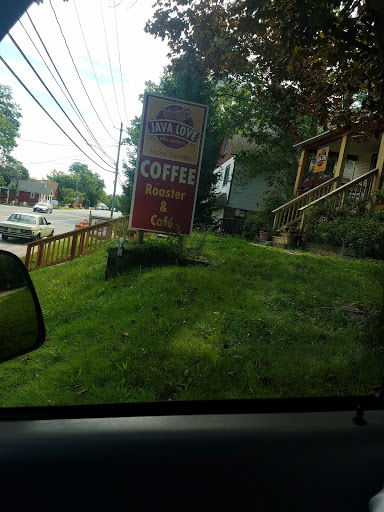 JAVA LOVE
COFFEE
Roaster
&
Café